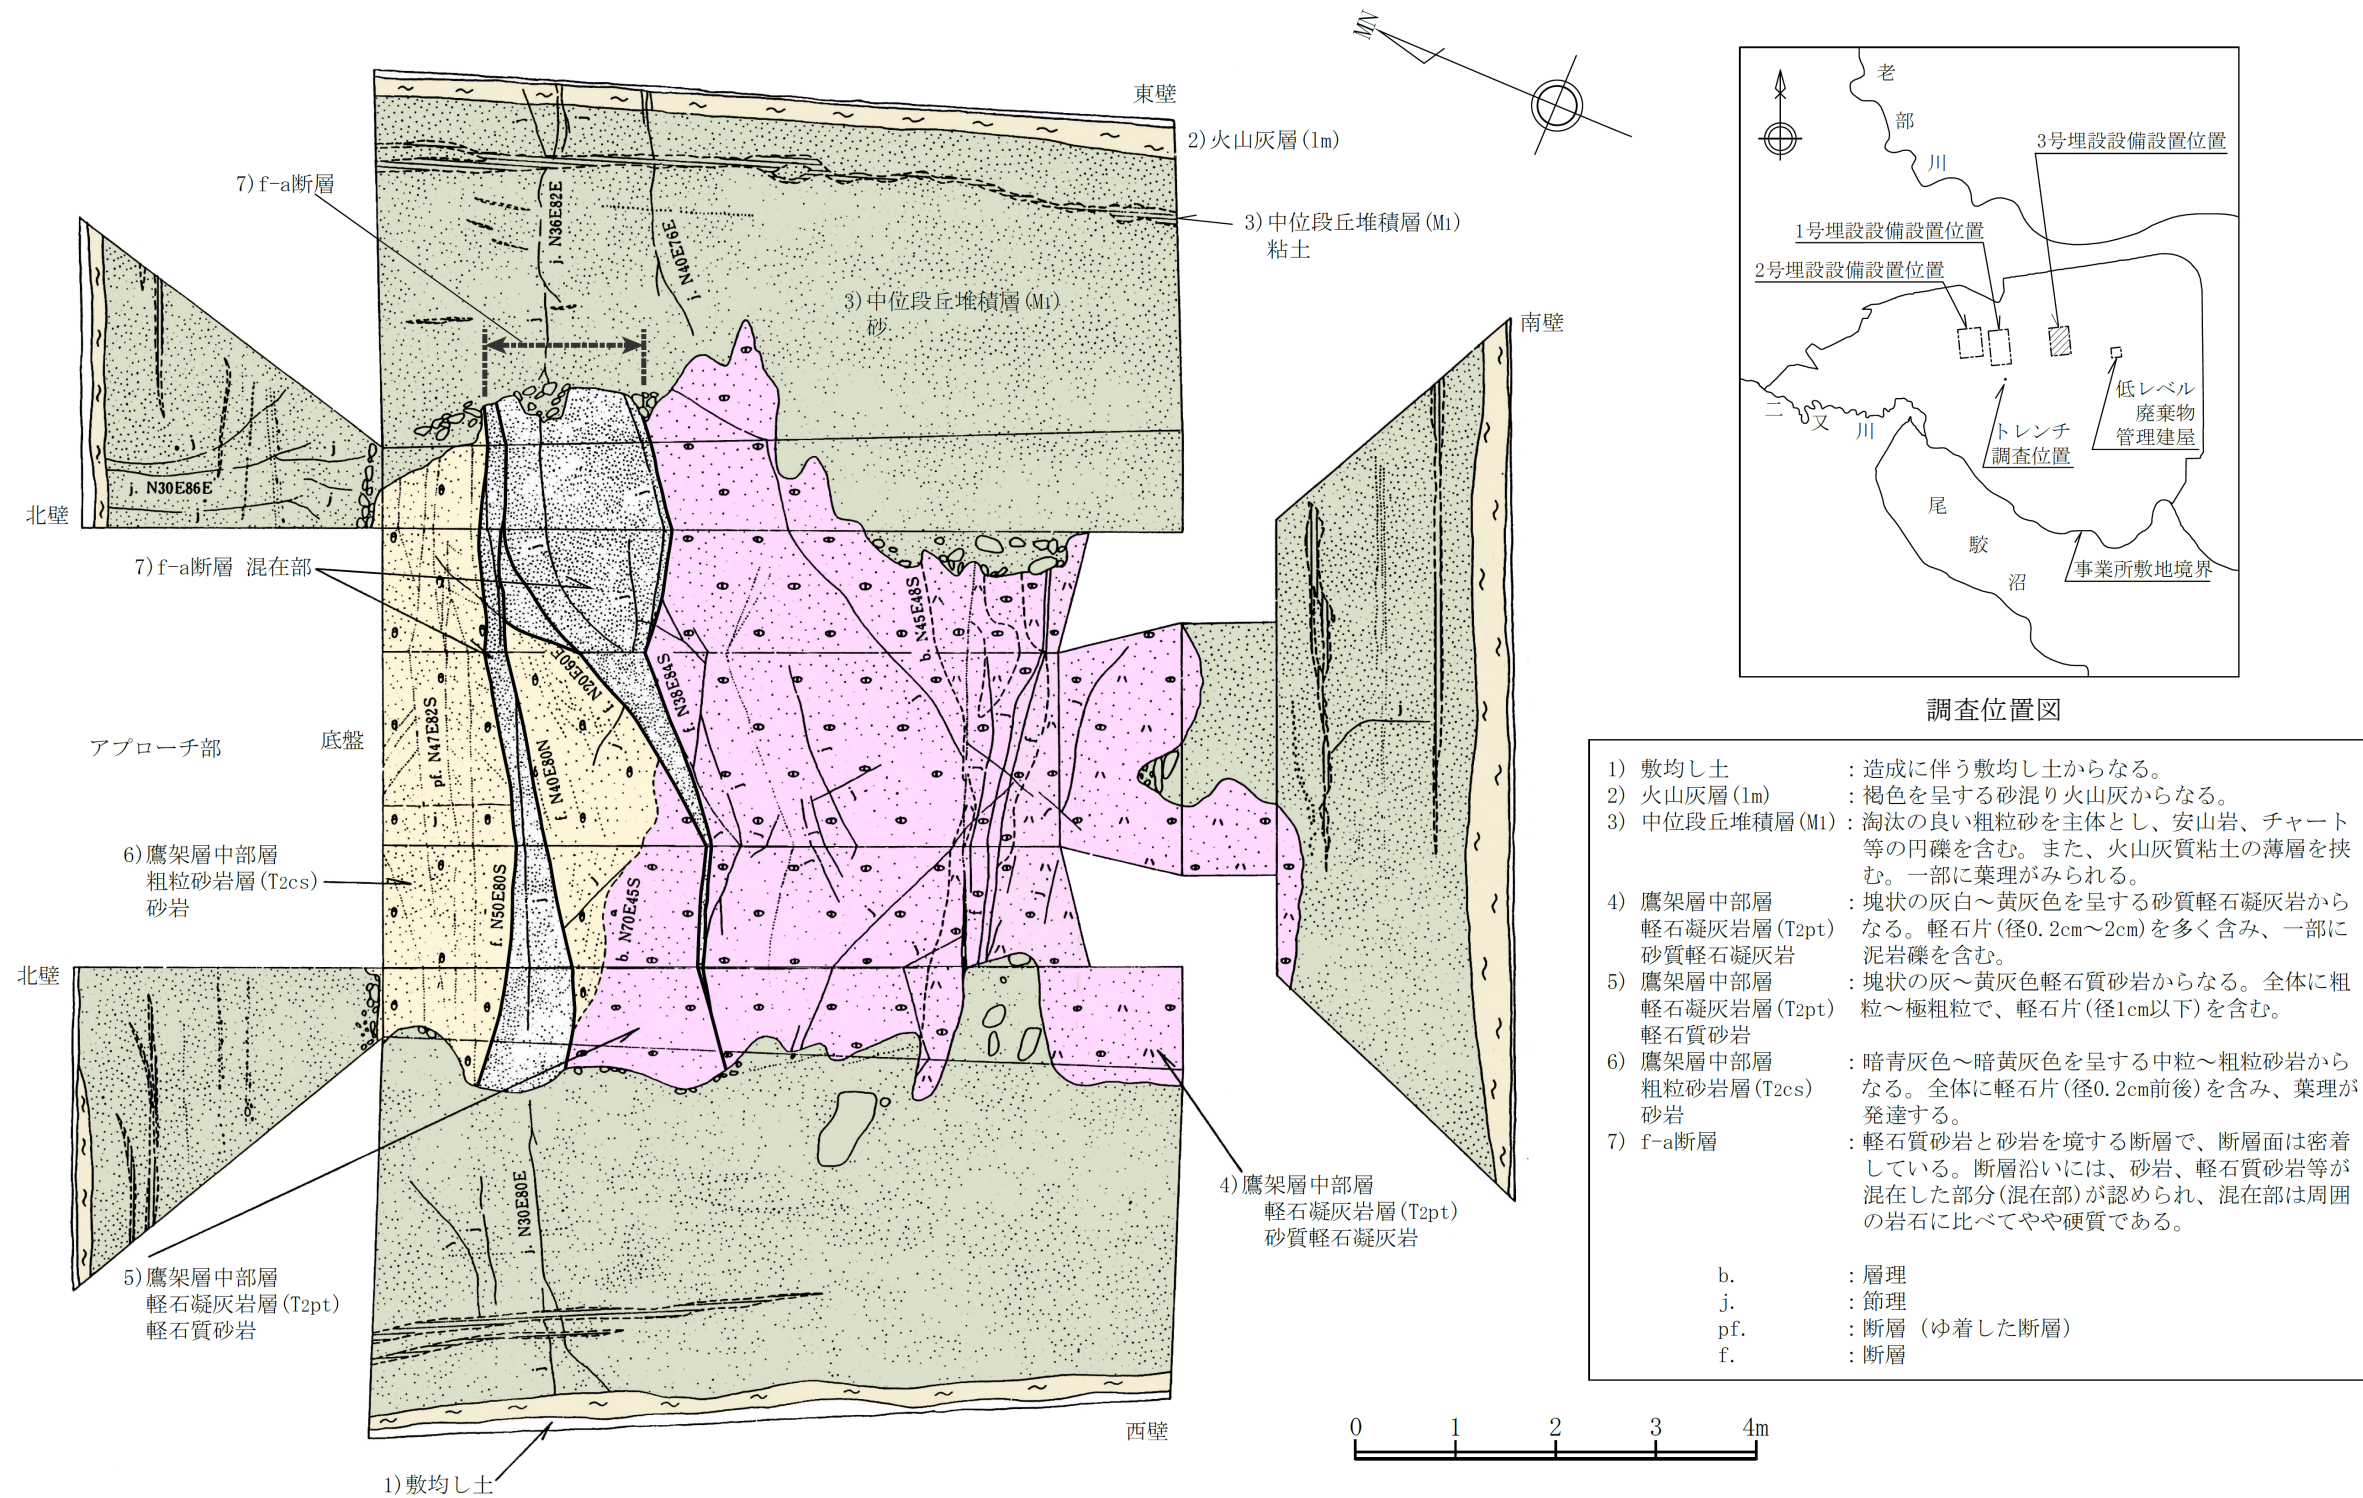 MN
東壁
2)火山灰層(lm)
7)f-a断層
3)中位段丘堆積層(M1)
粘土
j. N36E82E
j. N40E76E
3)中位段丘堆積層(M1)
砂
南壁
j
j
j. N30E86E
j
j
j
北壁
7)f-a断層 混在部
b. N45E48S
f. N20E60E
f. N38E84S
pf. N47E82S
f. N40E80N
アプローチ部
底盤
6)鷹架層中部層
粗粒砂岩層(T2cs)
砂岩
f. N50E80S
b. N70E45S
北壁
j. N30E80E
j
j
j
4)鷹架層中部層
軽石凝灰岩層(T2pt)
砂質軽石凝灰岩
5)鷹架層中部層
軽石凝灰岩層(T2pt)
軽石質砂岩
西壁
1)敷均し土
0 1 2 3 4m
老
部
川
3号埋設設備設置位置
1号埋設設備設置位置
2号埋設設備設置位置
低レベル
廃棄物
管理建屋
二
又
川
トレンチ
調査位置
尾
駮
沼
事業所敷地境界
調査位置図
1) 敷均し土 :造成に伴う敷均し土からなる。
2) 火山灰層(lm) :褐色を呈する砂混り火山灰からなる。
3) 中位段丘堆積層(M1):淘汰の良い粗粒砂を主体とし、安山岩、チャート
等の円礫を含む。また、火山灰質粘土の薄層を挟
む。一部に葉理がみられる。
4) 鷹架層中部層 :塊状の灰白～黄灰色を呈する砂質軽石凝灰岩から
軽石凝灰岩層(T2pt) なる。軽石片(径0.2cm～2cm)を多く含み、一部に
砂質軽石凝灰岩 泥岩礫を含む。
5) 鷹架層中部層 :塊状の灰～黄灰色軽石質砂岩からなる。全体に粗
軽石凝灰岩層(T2pt) 粒～極粗粒で、軽石片(径1cm以下)を含む。
軽石質砂岩
6) 鷹架層中部層 :暗青灰色～暗黄灰色を呈する中粒～粗粒砂岩から
粗粒砂岩層(T2cs) なる。全体に軽石片(径0.2cm前後)を含み、葉理が
砂岩 発達する。
7) f-a断層 :軽石質砂岩と砂岩を境する断層で、断層面は密着
している。断層沿いには、砂岩、軽石質砂岩等が
混在した部分(混在部)が認められ、混在部は周囲
の岩石に比べてやや硬質である。
b. :層理
j. :節理
pf. :断層（ゆ着した断層）
f. :断層